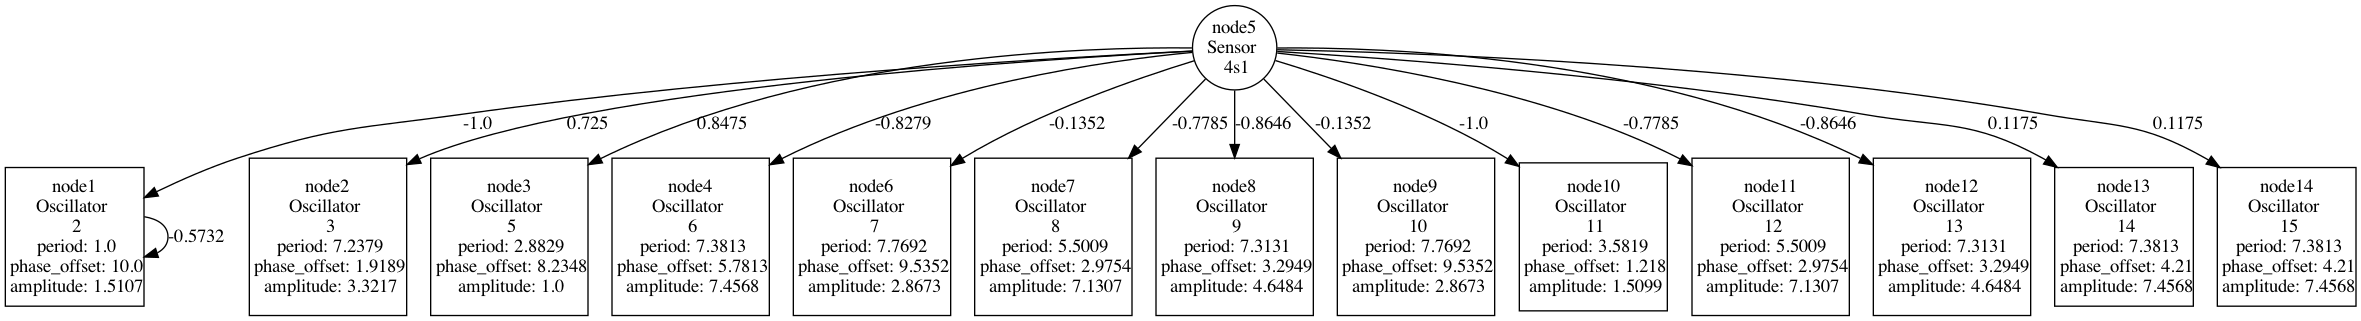 node5
Sensor
4s1
-1.0
0.725
0.8475
-0.8279
-0.1352
-0.7785
-0.8646
-0.1352
-1.0
-0.7785
-0.8646
0.1175
0.1175
node1
Oscillator
2
period: 1.0
phase_offset: 10.0
amplitude: 1.5107
-0.5732
node2
Oscillator
3
period: 7.2379
phase_offset: 1.9189
amplitude: 3.3217
node3
Oscillator
5
period: 2.8829
phase_offset: 8.2348
amplitude: 1.0
node4
Oscillator
6
period: 7.3813
phase_offset: 5.7813
amplitude: 7.4568
node6
Oscillator
7
period: 7.7692
phase_offset: 9.5352
amplitude: 2.8673
node7
Oscillator
8
period: 5.5009
phase_offset: 2.9754
amplitude: 7.1307
node8
Oscillator
9
period: 7.3131
phase_offset: 3.2949
amplitude: 4.6484
node9
Oscillator
10
period: 7.7692
phase_offset: 9.5352
amplitude: 2.8673
node10
Oscillator
11
period: 3.5819
phase_offset: 1.218
amplitude: 1.5099
node11
Oscillator
12
period: 5.5009
phase_offset: 2.9754
amplitude: 7.1307
node12
Oscillator
13
period: 7.3131
phase_offset: 3.2949
amplitude: 4.6484
node13
Oscillator
14
period: 7.3813
phase_offset: 4.21
amplitude: 7.4568
node14
Oscillator
15
period: 7.3813
phase_offset: 4.21
amplitude: 7.4568